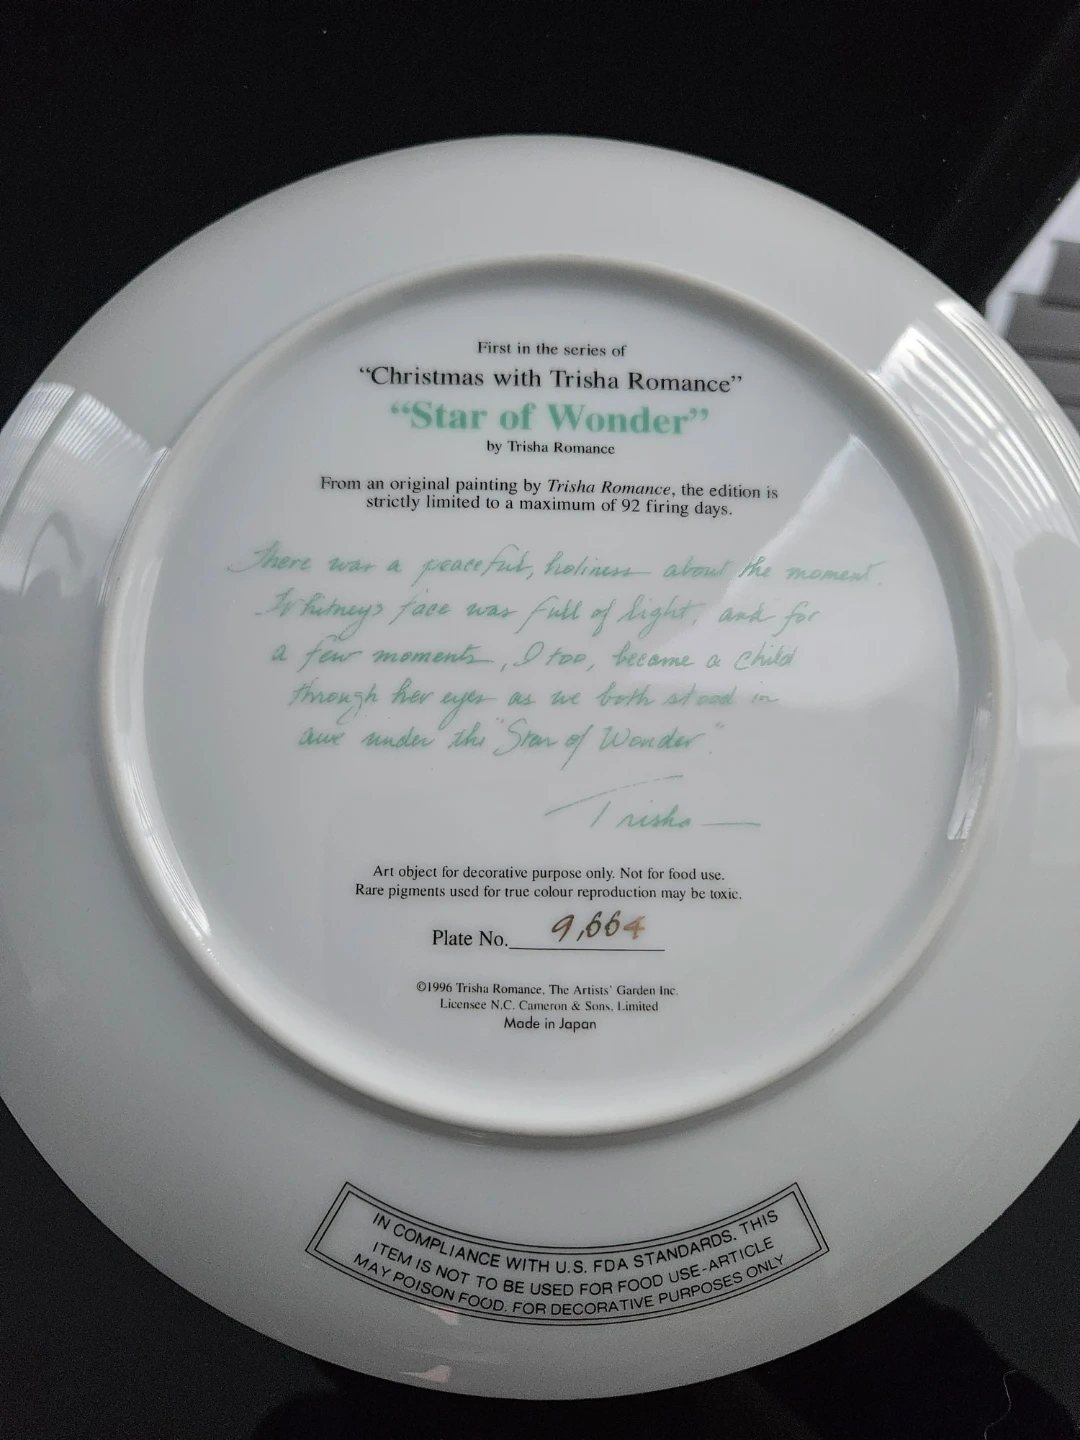 First in the series of
“Christmas with Trisha Romance”
“Star of Wonder”
by Trisha Romance
From an original painting by Trisha Romance, the edition is
strictly limited to a maximum of 92 firing days.
There was a peaceful, holiness about the moment.
Whitney's face was full of light, and for
a few moments, I too, became a child
through her eyes as we both stood in
awe under the "Star of Wonder".
Trisha
Art object for decorative purpose only. Not for food use.
Rare pigments used for true colour reproduction may be toxic.
Plate No. 9,664
©1996 Trisha Romance, The Artists' Garden Inc.
Licensee N.C. Cameron & Sons, Limited
Made in Japan
IN COMPLIANCE WITH U.S. FDA STANDARDS. THIS
ITEM IS NOT TO BE USED FOR FOOD USE-ARTICLE
MAY POISON FOOD. FOR DECORATIVE PURPOSES ONLY